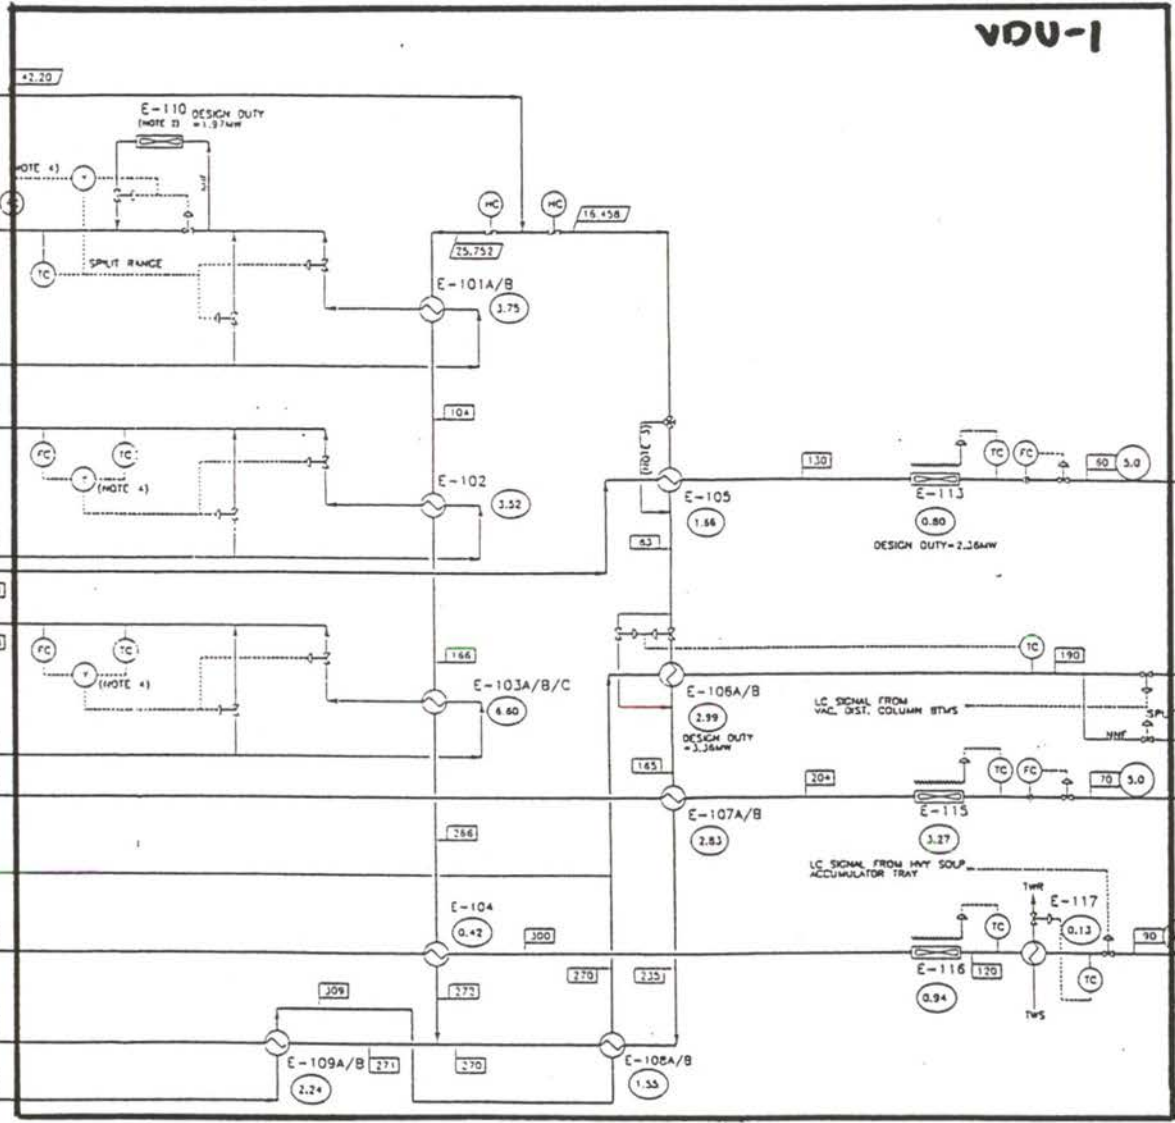 VDU-1
42.20
E-110 DESIGN DUTY
(NOTE 2) =1.97MW
NOTE 4)
Y
HC
HC
16.458
25.752
TC
SPLIT RANGE
E-101A/B
3.75
104
(NOTE 3)
FC
TC
Y
(NOTE 4)
E-102
3.52
130
TC
FC
60
5.0
E-105
1.66
E-113
0.80
DESIGN DUTY=2.36MW
83
FC
TC
Y
(NOTE 4)
166
TC
190
E-103A/B/C
6.60
E-106A/B
2.99
DESIGN DUTY
=3.36MW
LC SIGNAL FROM
VAC. DIST. COLUMN BTMS
SPL
NNF
165
204
TC
FC
70
5.0
E-107A/B
2.83
E-115
3.27
266
LC SIGNAL FROM HVY SOLP
ACCUMULATOR TRAY
E-104
0.42
300
TWR
E-117
0.13
TC
90
270
235
E-116
0.94
120
TC
TWS
309
272
E-109A/B
2.24
271
270
E-108A/B
1.55